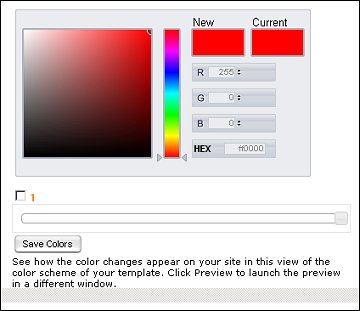 New Current
R 255
G 0
B 0
HEX ff0000
1
Save Colors
See how the color changes appear on your site in this view of the
color scheme of your template. Click Preview to launch the preview
in a different window.